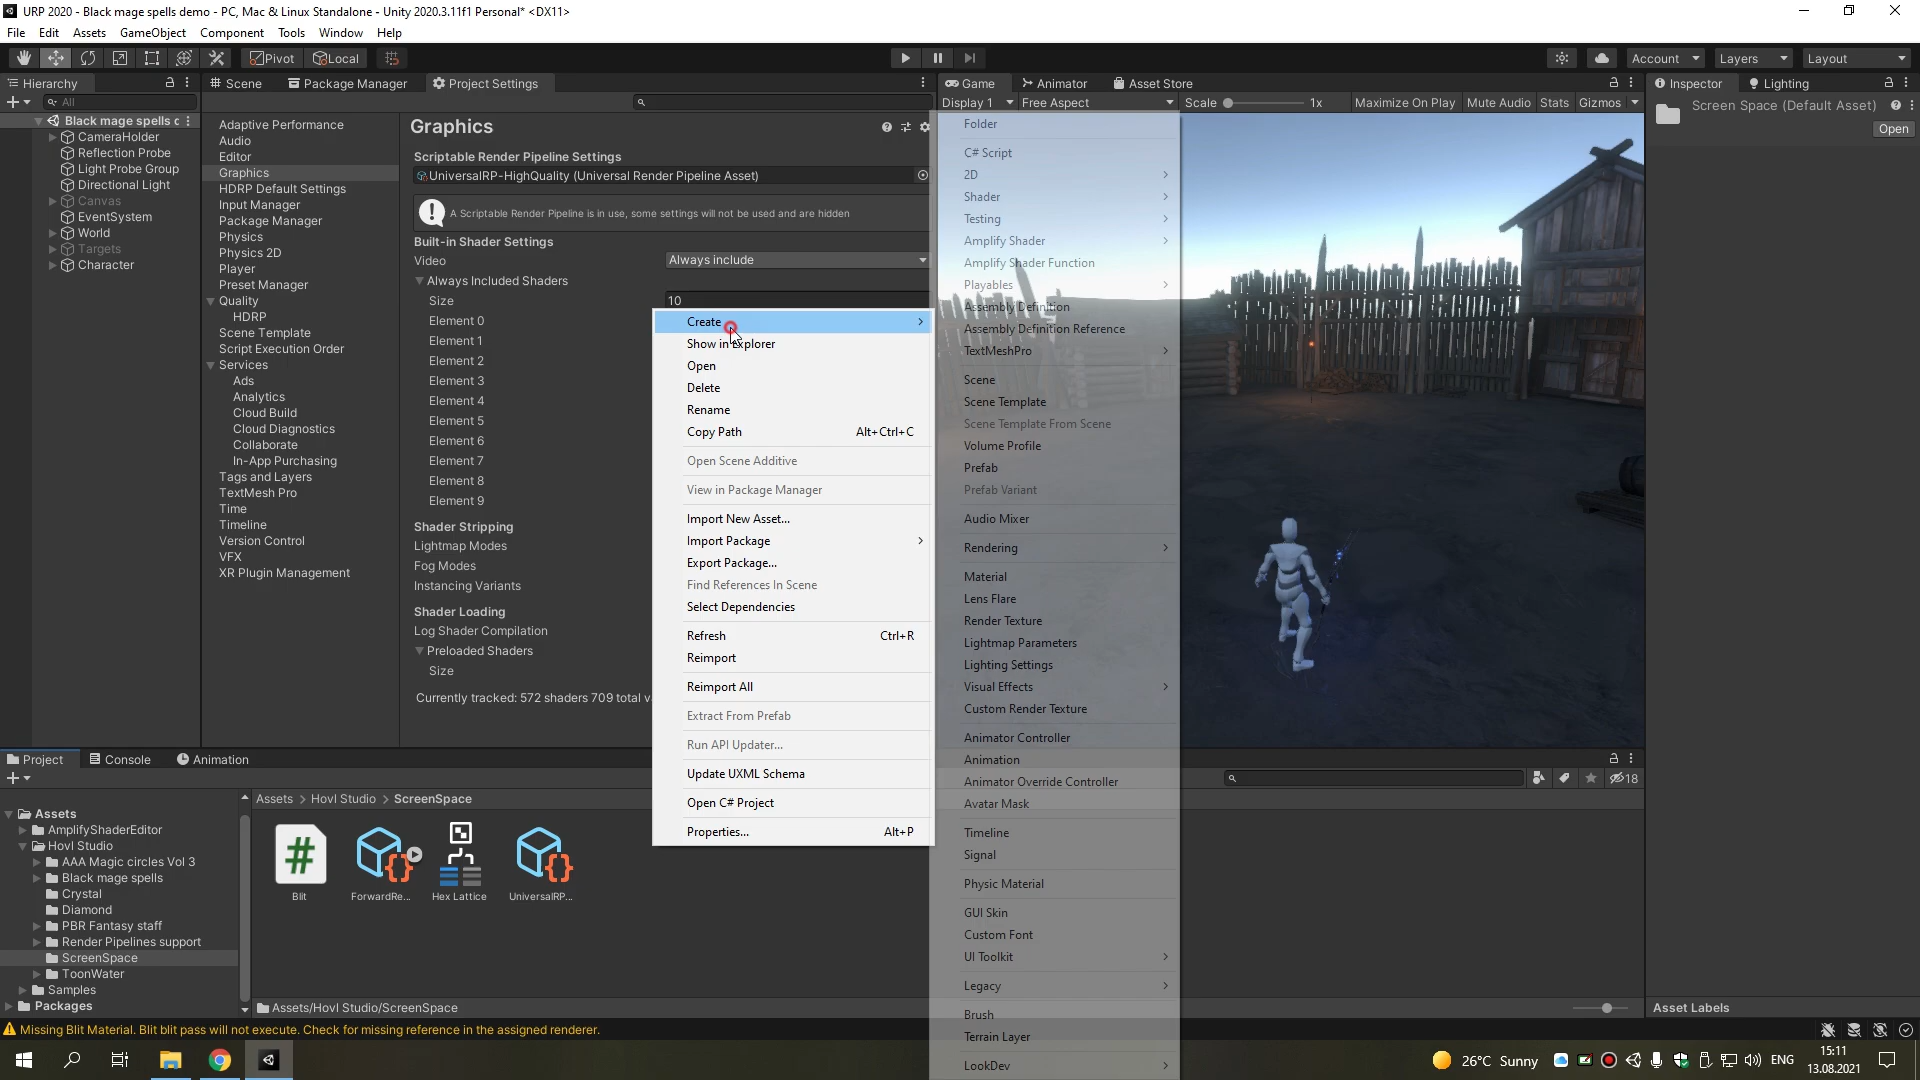 URP 2020 - Black mage spells demo - PC, Mac & Linux Standalone - Unity 2020.3.11f1 Personal* <DX11>
File Edit Assets GameObject Component Tools Window Help
Pivot Local Account Layers Layout
Hierarchy
All
Black mage spells c
CameraHolder
Reflection Probe
Light Probe Group
Directional Light
Canvas
EventSystem
World
Targets
Character
Scene Package Manager Project Settings
Adaptive Performance
Audio
Editor
Graphics
HDRP Default Settings
Input Manager
Package Manager
Physics
Physics 2D
Player
Preset Manager
Quality
HDRP
Scene Template
Script Execution Order
Services
Ads
Analytics
Cloud Build
Cloud Diagnostics
Collaborate
In-App Purchasing
Tags and Layers
TextMesh Pro
Time
Timeline
Version Control
VFX
XR Plugin Management
Graphics
Scriptable Render Pipeline Settings
UniversalRP-HighQuality (Universal Render Pipeline Asset)
A Scriptable Render Pipeline is in use, some settings will not be used and are hidden
Built-in Shader Settings
Video Always include
Always Included Shaders
Size 10
Element 0
Element 1
Element 2
Element 3
Element 4
Element 5
Element 6
Element 7
Element 8
Element 9
Shader Stripping
Lightmap Modes
Fog Modes
Instancing Variants
Shader Loading
Log Shader Compilation
Preloaded Shaders
Size
Currently tracked: 572 shaders 709 total v
Create
Show in Explorer
Open
Delete
Rename
Copy Path Alt+Ctrl+C
Open Scene Additive
View in Package Manager
Import New Asset...
Import Package
Export Package...
Find References In Scene
Select Dependencies
Refresh Ctrl+R
Reimport
Reimport All
Extract From Prefab
Run API Updater...
Update UXML Schema
Open C# Project
Properties... Alt+P
Game Animator Asset Store
Display 1 Free Aspect Scale 1x Maximize On Play Mute Audio Stats Gizmos
Folder
C# Script
2D
Shader
Testing
Amplify Shader
Amplify Shader Function
Playables
Assembly Definition
Assembly Definition Reference
TextMeshPro
Scene
Scene Template
Scene Template From Scene
Volume Profile
Prefab
Prefab Variant
Audio Mixer
Rendering
Material
Lens Flare
Render Texture
Lightmap Parameters
Lighting Settings
Visual Effects
Custom Render Texture
Animator Controller
Animation
Animator Override Controller
Avatar Mask
Timeline
Signal
Physic Material
GUI Skin
Custom Font
UI Toolkit
Legacy
Brush
Terrain Layer
LookDev
Inspector Lighting
Screen Space (Default Asset)
Open
Asset Labels
Project Console Animation
18
Assets
AmplifyShaderEditor
Hovl Studio
AAA Magic circles Vol 3
Black mage spells
Crystal
Diamond
PBR Fantasy staff
Render Pipelines support
ScreenSpace
ToonWater
Samples
Packages
Assets > Hovl Studio > ScreenSpace
#
Blit ForwardRe... Hex Lattice UniversalRP...
Assets/Hovl Studio/ScreenSpace
Missing Blit Material. Blit blit pass will not execute. Check for missing reference in the assigned renderer.
26°C Sunny ENG
15:11
13.08.2021